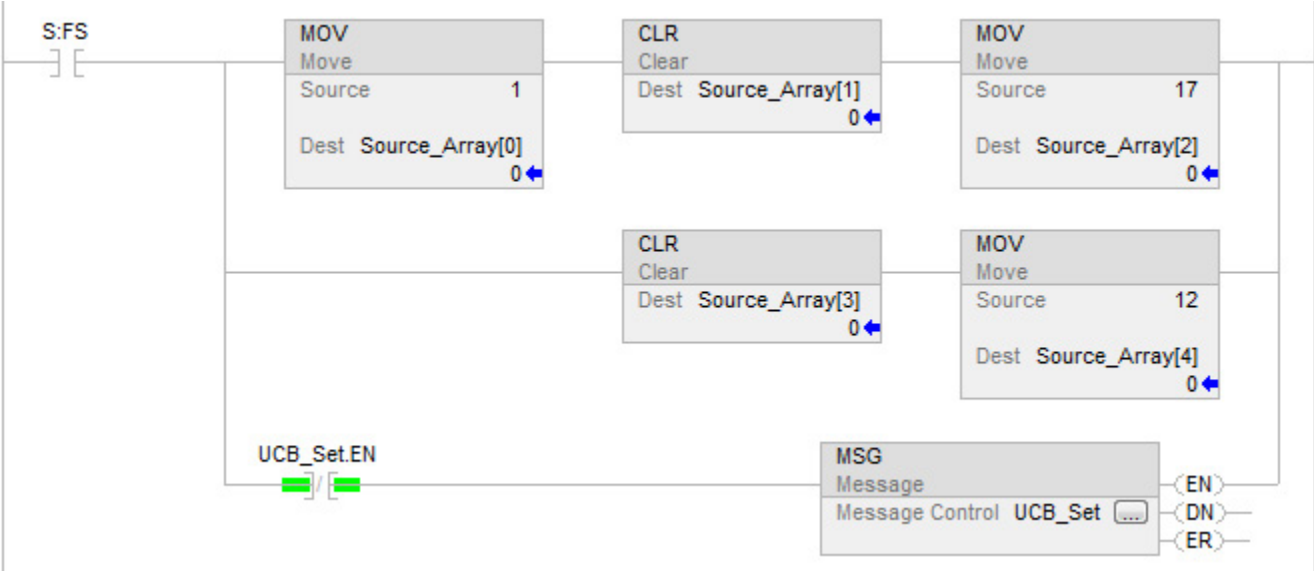 S:FS
MOV
Move
Source 1
Dest Source_Array[0]
0
CLR
Clear
Dest Source_Array[1]
0
MOV
Move
Source 17
Dest Source_Array[2]
0
CLR
Clear
Dest Source_Array[3]
0
MOV
Move
Source 12
Dest Source_Array[4]
0
UCB_Set.EN
/
MSG
Message
Message Control UCB_Set ...
EN
DN
ER